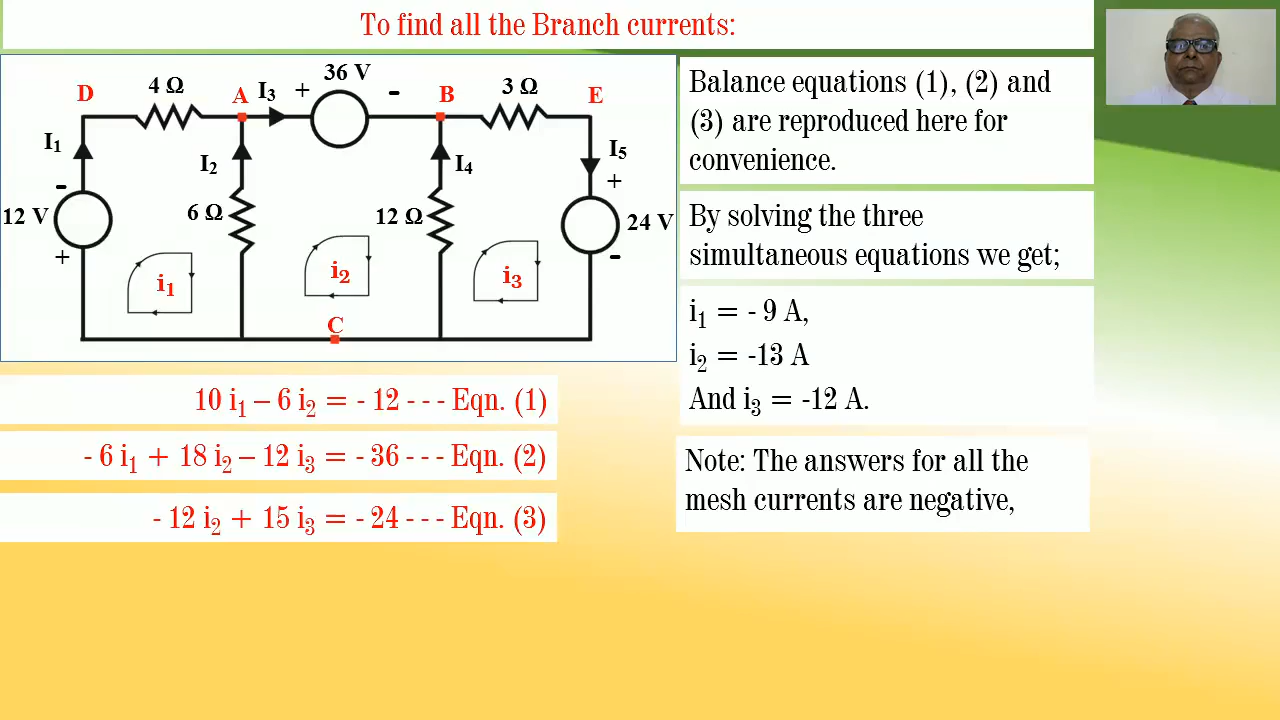 To find all the Branch currents:
D
4 Ω
A
I₃
+
36 V
-
B
3 Ω
E
I₁
-
12 V
+
I₂
6 Ω
I₄
12 Ω
I₅
+
24 V
-
i₁
i₂
i₃
C
10 i₁ – 6 i₂ = - 12 - - - Eqn. (1)
- 6 i₁ + 18 i₂ – 12 i₃ = - 36 --- Eqn. (2)
- 12 i₂ + 15 i₃ = - 24 - - - Eqn. (3)
Balance equations (1), (2) and
(3) are reproduced here for
convenience.
By solving the three
simultaneous equations we get;
i₁ = - 9 A,
i₂ = -13 A
And i₃ = -12 A.
Note: The answers for all the
mesh currents are negative,